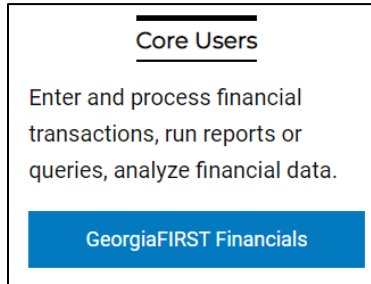 Core Users
Enter and process financial
transactions, run reports or
queries, analyze financial data.
GeorgiaFIRST Financials